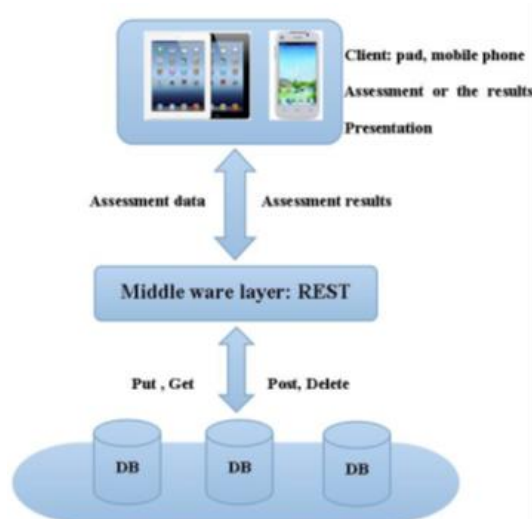 Client: pad, mobile phone
Assessment or the results
Presentation
Assessment data
Assessment results
Middle ware layer: REST
Put , Get
Post, Delete
DB
DB
DB